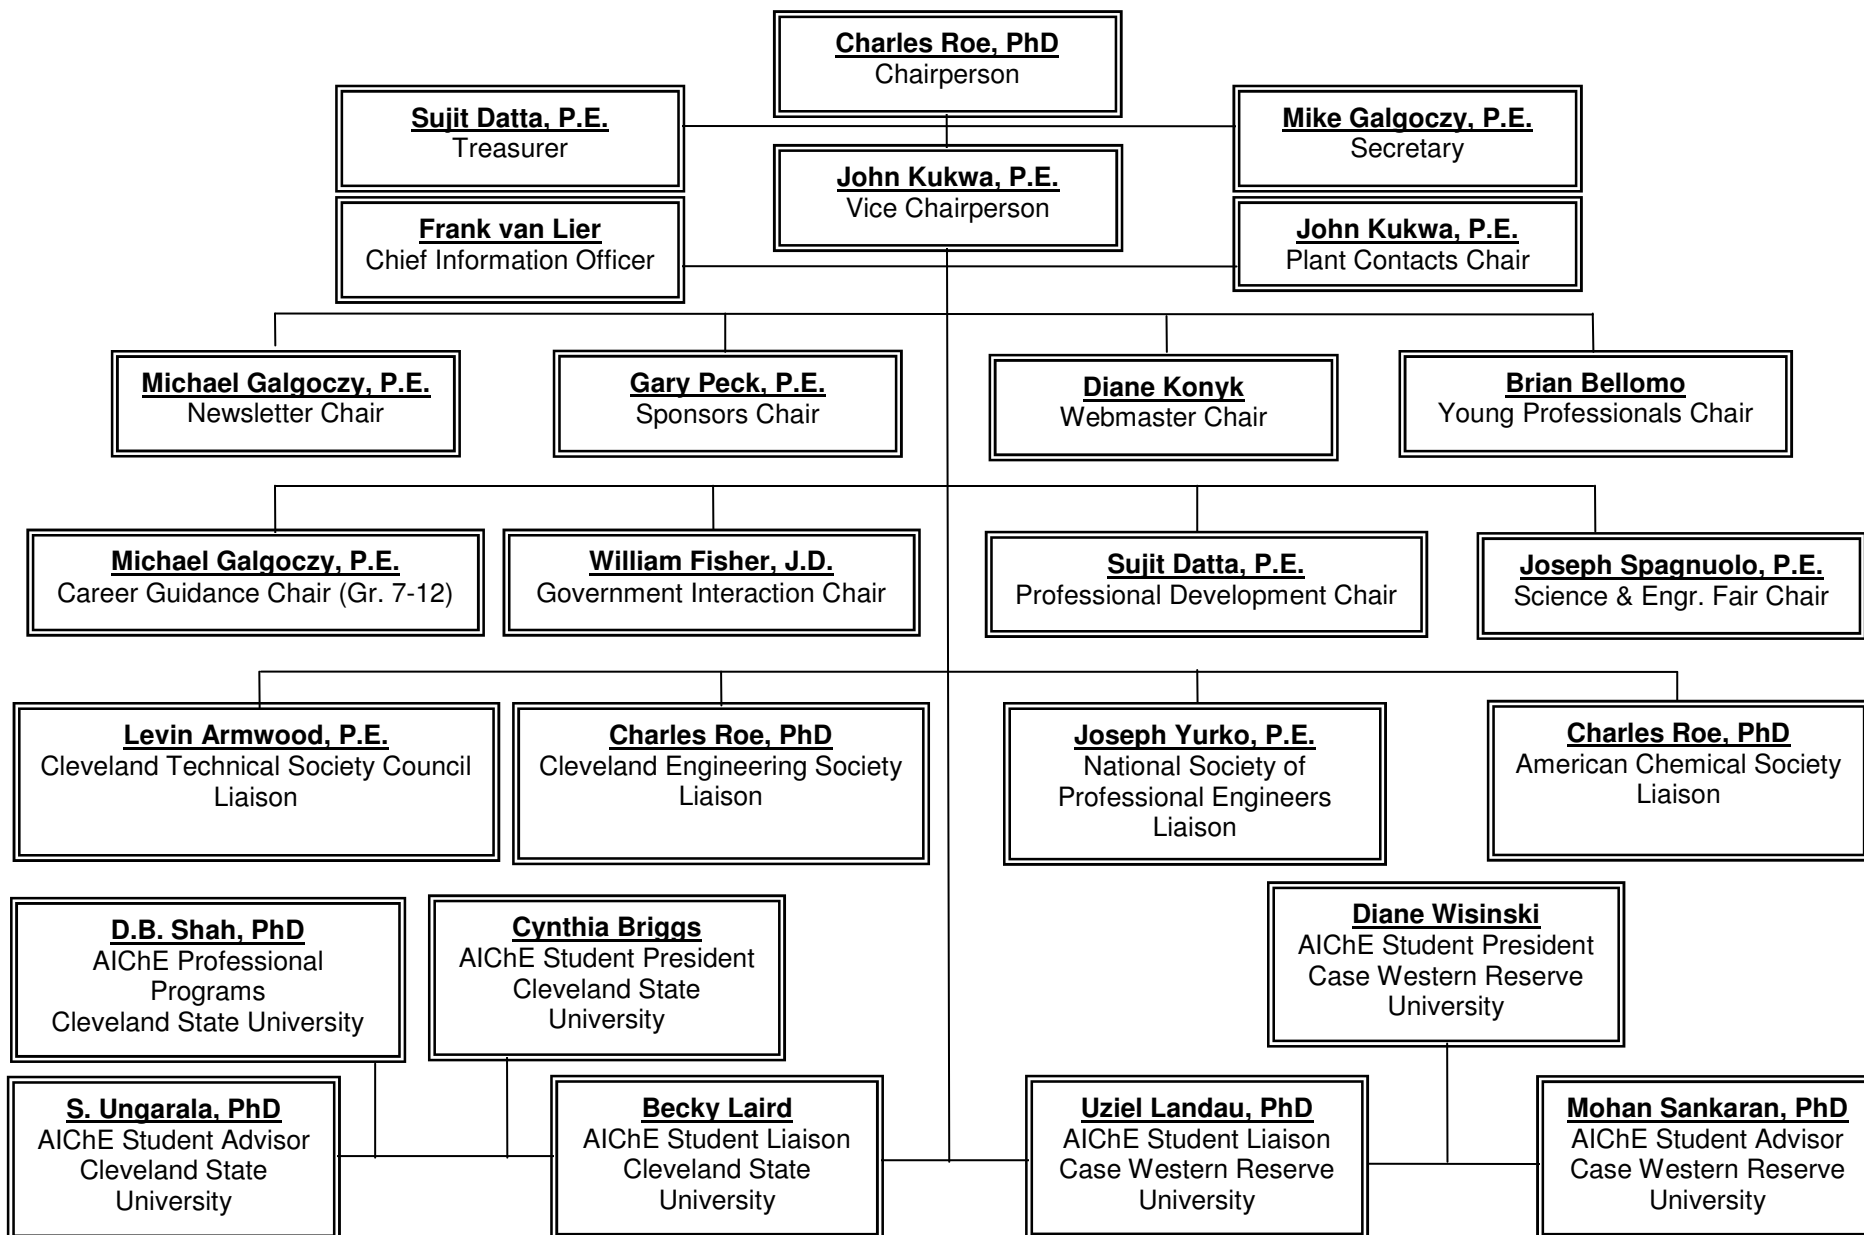 Charles Roe, PhD
Chairperson
Sujit Datta, P.E.
Treasurer
Mike Galgoczy, P.E.
Secretary
John Kukwa, P.E.
Vice Chairperson
Frank van Lier
Chief Information Officer
John Kukwa, P.E.
Plant Contacts Chair
Michael Galgoczy, P.E.
Newsletter Chair
Gary Peck, P.E.
Sponsors Chair
Diane Konyk
Webmaster Chair
Brian Bellomo
Young Professionals Chair
Michael Galgoczy, P.E.
Career Guidance Chair (Gr. 7-12)
William Fisher, J.D.
Government Interaction Chair
Sujit Datta, P.E.
Professional Development Chair
Joseph Spagnuolo, P.E.
Science & Engr. Fair Chair
Levin Armwood, P.E.
Cleveland Technical Society Council
Liaison
Charles Roe, PhD
Cleveland Engineering Society
Liaison
Joseph Yurko, P.E.
National Society of
Professional Engineers
Liaison
Charles Roe, PhD
American Chemical Society
Liaison
D.B. Shah, PhD
AIChE Professional
Programs
Cleveland State University
Cynthia Briggs
AIChE Student President
Cleveland State
University
Diane Wisinski
AIChE Student President
Case Western Reserve
University
S. Ungarala, PhD
AIChE Student Advisor
Cleveland State
University
Becky Laird
AIChE Student Liaison
Cleveland State
University
Uziel Landau, PhD
AIChE Student Liaison
Case Western Reserve
University
Mohan Sankaran, PhD
AIChE Student Advisor
Case Western Reserve
University